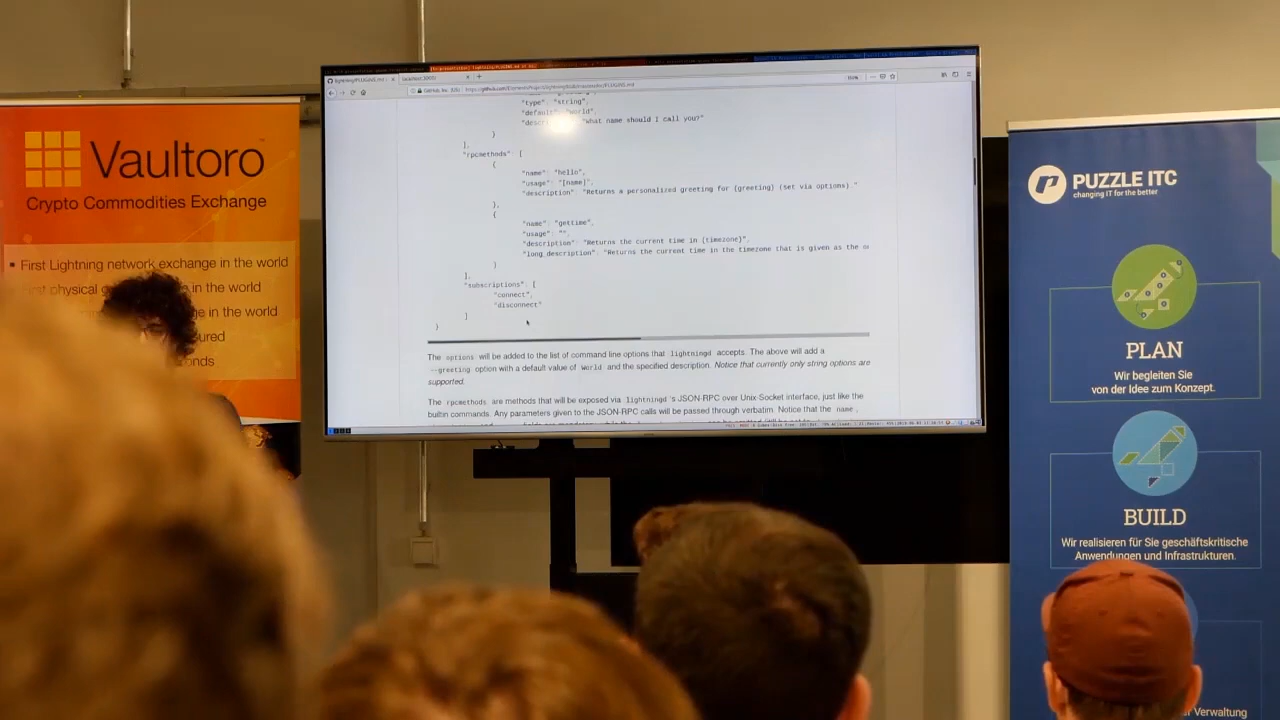 Vaultoro
Crypto Commodities Exchange
First Lightning network exchange in the world
in the world
in the world
"type": "string",
"what name should I call you?"
}
],
"rpcmethods": [
{
"name": "hello",
"usage": "[name]",
"description": "Returns a personalized greeting for {greeting} (set via options)."
},
{
"name": "gettime",
"usage": "",
"description": "Returns the current time in {timezone}",
"long_description": "Returns the current time in the timezone that is given as the
}
],
"subscriptions": [
"connect",
"disconnect"
]
}
The options will be added to the list of command line options that lightningd accepts. The above will add a
--greeting option with a default value of World and the specified description. Notice that currently only string options are
supported.
The rpcmethods are methods that will be exposed via lightningd's JSON-RPC over Unix-Socket interface, just like the
builtin commands. Any parameters given to the JSON-RPC calls will be passed through verbatim. Notice that the name,
PUZZLE ITC
changing IT for the better
PLAN
Wir begleiten Sie
von der Idee zum Konzept.
BUILD
Wir realisieren für Sie geschäftskritische
Anwendungen und Infrastrukturen.
Verwaltung